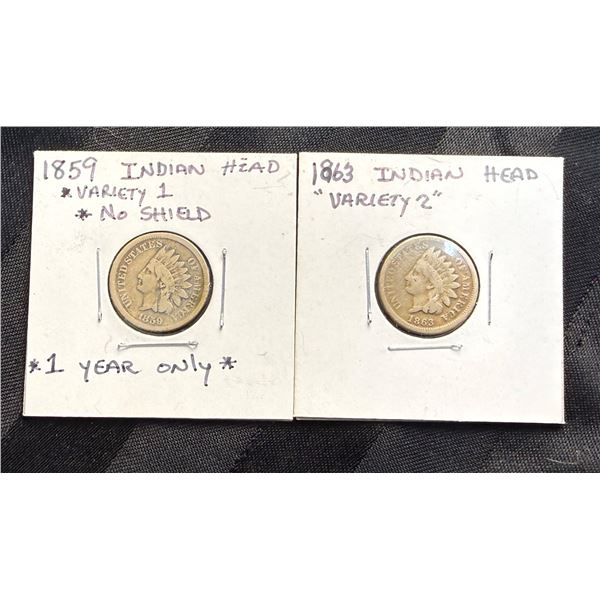 1859 INDIAN HEAD
* VARIETY 1
* NO SHIELD
UNITED STATES OF AMERICA
1859
* 1 YEAR ONLY *
1863 INDIAN HEAD
"VARIETY 2"
UNITED STATES OF AMERICA
1863